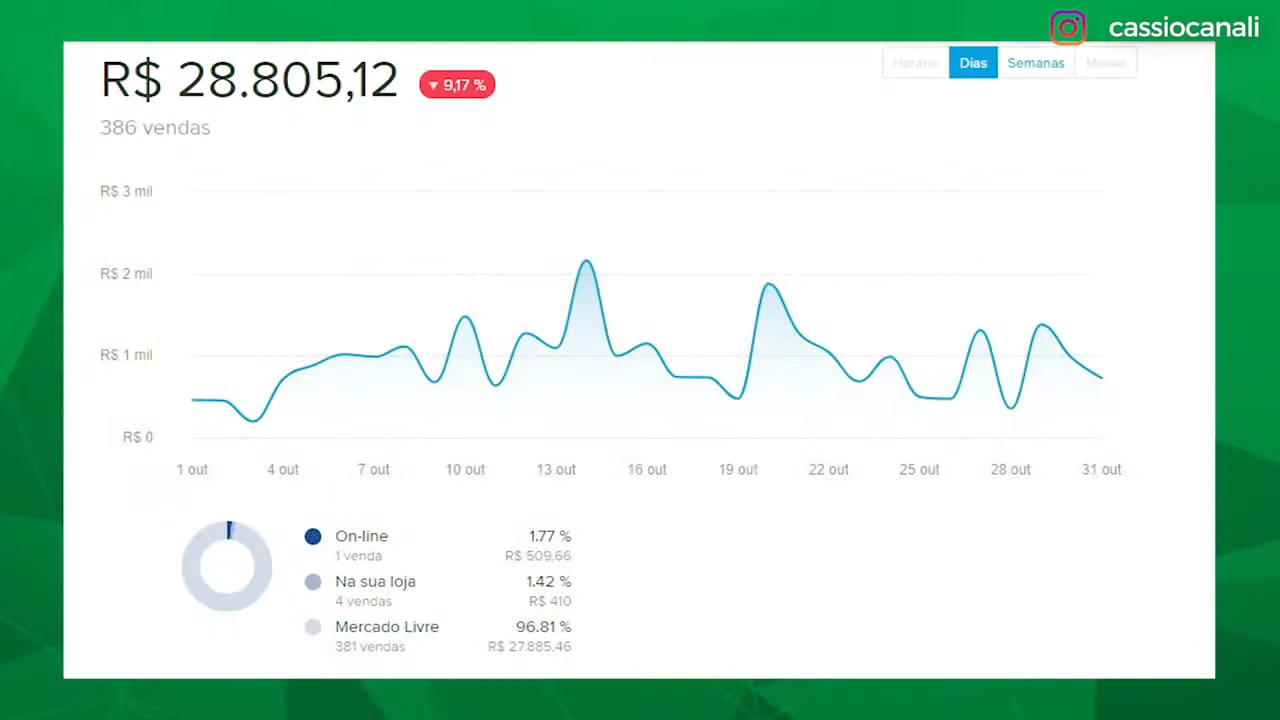 cassiocanali
R$ 28.805,12 ▼ 9,17 %
Horário Dias Semanas Meses
386 vendas
R$ 3 mil
R$ 2 mil
R$ 1 mil
R$ 0
1 out 4 out 7 out 10 out 13 out 16 out 19 out 22 out 25 out 28 out 31 out
On-line 1.77 %
1 venda R$ 509,66
Na sua loja 1.42 %
4 vendas R$ 410
Mercado Livre 96.81 %
381 vendas R$ 27.885,46